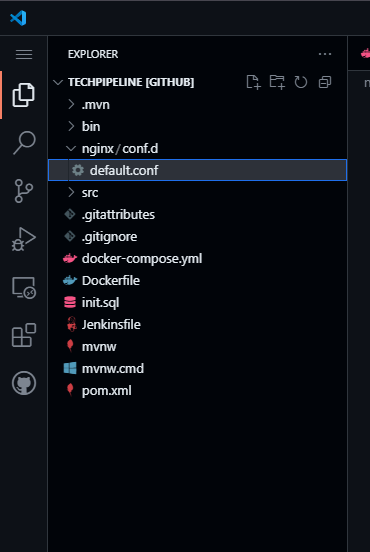 EXPLORER
TECHPIPELINE [GITHUB]
.mvn
bin
nginx/conf.d
default.conf
src
.gitattributes
.gitignore
docker-compose.yml
Dockerfile
init.sql
Jenkinsfile
mvnw
mvnw.cmd
pom.xml